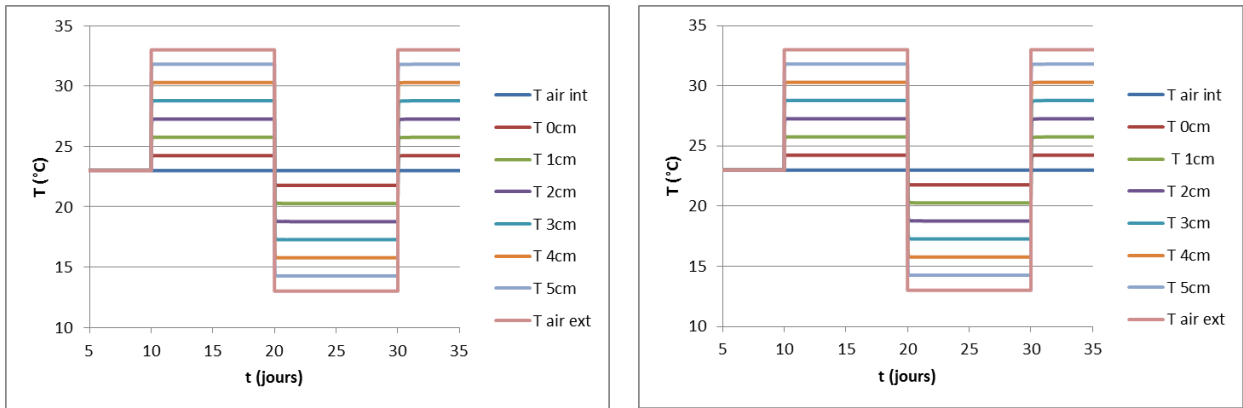 35
30
25
20
15
10
T (°C)
5 10 15 20 25 30 35
t (jours)
T air int
T 0cm
T 1cm
T 2cm
T 3cm
T 4cm
T 5cm
T air ext
35
30
25
20
15
10
T (°C)
5 10 15 20 25 30 35
t (jours)
T air int
T 0cm
T 1cm
T 2cm
T 3cm
T 4cm
T 5cm
T air ext